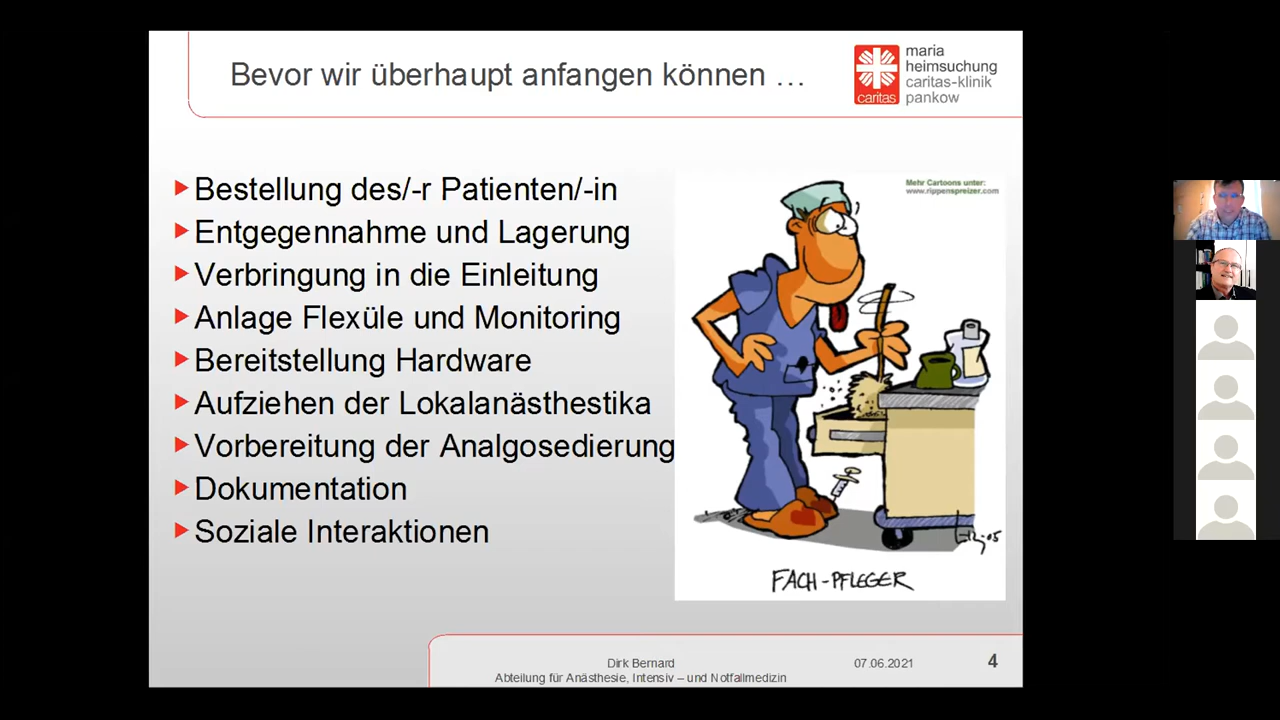 Bevor wir überhaupt anfangen können …
maria
heimsuchung
caritas-klinik
pankow
caritas
Bestellung des/-r Patienten/-in
Entgegennahme und Lagerung
Verbringung in die Einleitung
Anlage Flexüle und Monitoring
Bereitstellung Hardware
Aufziehen der Lokalanästhestika
Vorbereitung der Analgosedierung
Dokumentation
Soziale Interaktionen
Mehr Cartoons unter:
www.rippenspreizer.com
FACH-PFLEGER
Dirk Bernard
07.06.2021
4
Abteilung für Anästhesie, Intensiv – und Notfallmedizin